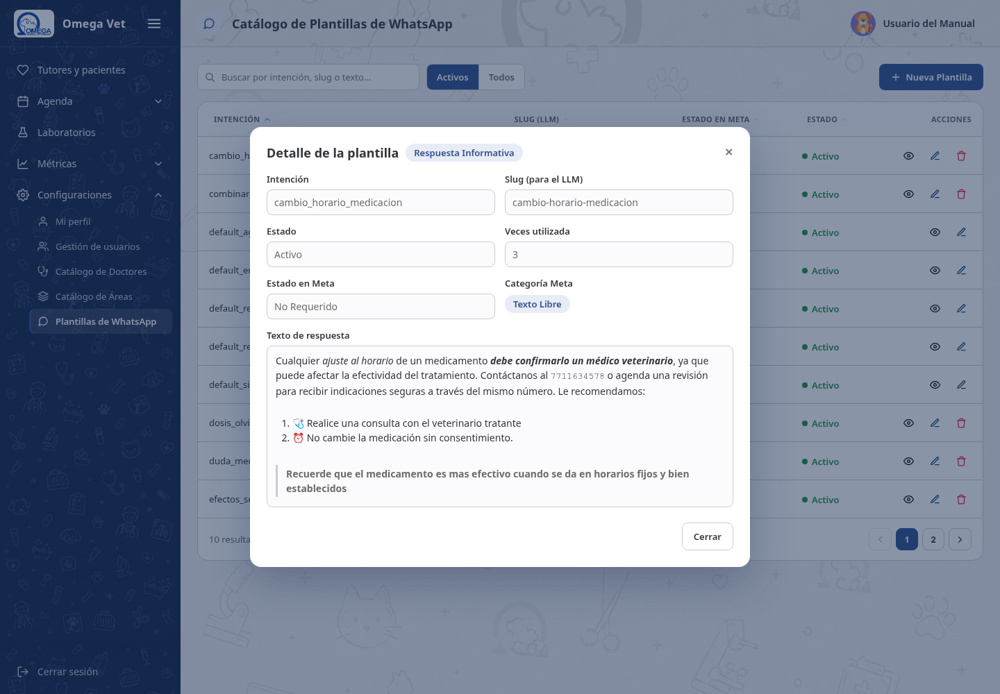 OMEGA
Omega Vet
Catálogo de Plantillas de WhatsApp
Usuario del Manual
Tutores y pacientes
Agenda
Laboratorios
Métricas
Configuraciones
Mi perfil
Gestión de usuarios
Catálogo de Doctores
Catálogo de Áreas
Plantillas de WhatsApp
Cerrar sesión
Buscar por intención, slug o texto...
Activos
Todos
Nueva Plantilla
INTENCIÓN
SLUG (LLM)
ESTADO EN META
ESTADO
ACCIONES
cambio_h
Activo
combinar
Activo
default_ag
Activo
default_en
Activo
default_re
Activo
default_re
Activo
default_si
Activo
dosis_olvi
Activo
duda_med
Activo
efectos_se
Activo
10 resulta
1
2
Detalle de la plantilla
Respuesta Informativa
Intención
Slug (para el LLM)
cambio_horario_medicacion
cambio-horario-medicacion
Estado
Veces utilizada
Activo
3
Estado en Meta
Categoría Meta
No Requerido
Texto Libre
Texto de respuesta
Cualquier ajuste al horario de un medicamento debe confirmarlo un médico veterinario, ya que
puede afectar la efectividad del tratamiento. Contáctanos al 7711634578 o agenda una revisión
para recibir indicaciones seguras a través del mismo número. Le recomendamos:
1. 🩺 Realice una consulta con el veterinario tratante
2. ⏰ No cambie la medicación sin consentimiento.
Recuerde que el medicamento es mas efectivo cuando se da en horarios fijos y bien
establecidos
Cerrar